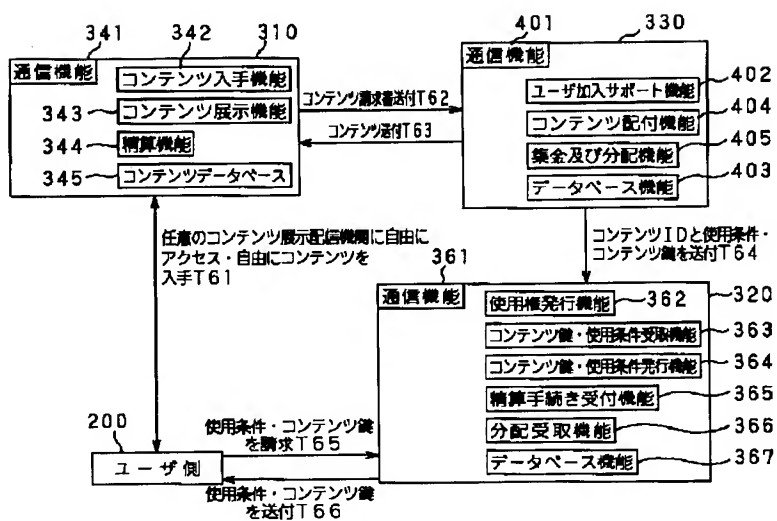 341
342
310
通信機能
コンテンツ入手機能
343
コンテンツ展示機能
344
精算機能
345
コンテンツデータベース
コンテンツ請求書送付T62
コンテンツ送付T63
401
330
通信機能
402
ユーザ加入サポート機能
404
コンテンツ配付機能
405
集金及び分配機能
403
データベース機能
任意のコンテンツ展示配信機関に自由に
アクセス・自由にコンテンツを
入手T61
コンテンツIDと使用条件・
コンテンツ鍵を送付T64
361
320
通信機能
使用権発行機能
362
コンテンツ鍵・使用条件受取機能
363
コンテンツ鍵・使用条件発行機能
364
精算手続き受付機能
365
分配受取機能
366
データベース機能
367
200
ユーザ側
使用条件・コンテンツ鍵
を請求T65
使用条件・コンテンツ鍵
を送付T66